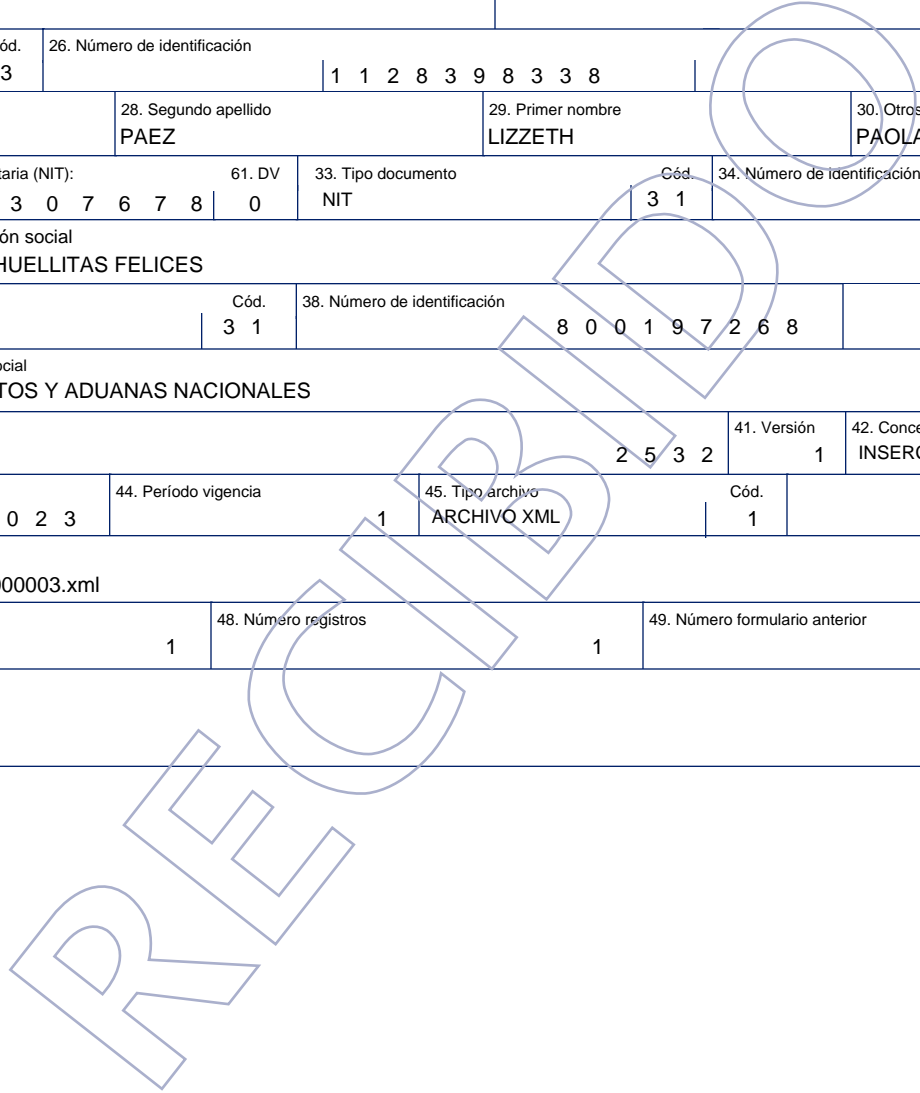 ód. 26. Número de identificación
3 1 1 2 8 3 9 8 3 3 8
28. Segundo apellido 29. Primer nombre 30. Otros
PAEZ LIZZETH PAOLA
taria (NIT): 61. DV 33. Tipo documento Cód. 34. Número de identificación
3 0 7 6 7 8 0 NIT 3 1
ón social
HUELLITAS FELICES
Cód. 38. Número de identificación
3 1 8 0 0 1 9 7 2 6 8
ocial
TOS Y ADUANAS NACIONALES
41. Versión 42. Conce
2 5 3 2 1 INSERC
44. Período vigencia 45. Tipo archivo Cód.
0 2 3 1 ARCHIVO XML 1
000003.xml
48. Número registros 49. Número formulario anterior
1 1
RECIBIDO